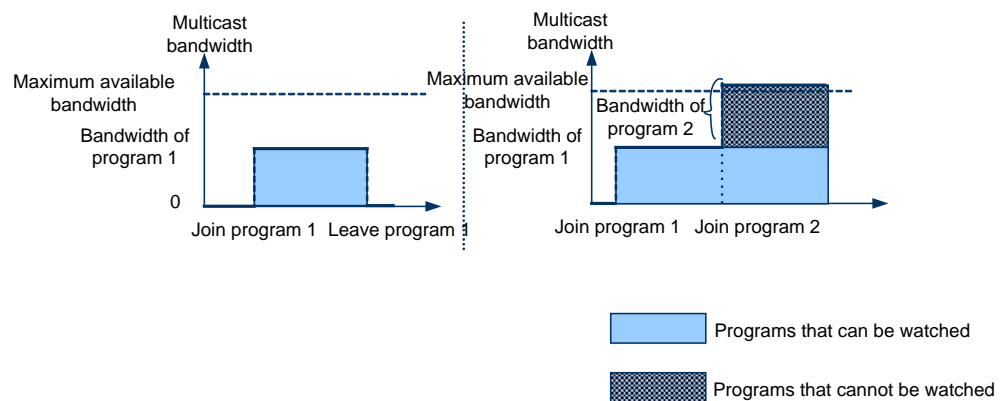 Multicast
bandwidth
Maximum available
bandwidth
Bandwidth of
program 1
0
Join program 1
Leave program 1
Multicast
bandwidth
Maximum available
bandwidth
Bandwidth of
program 2
Bandwidth of
program 1
Join program 1
Join program 2
Programs that can be watched
Programs that cannot be watched